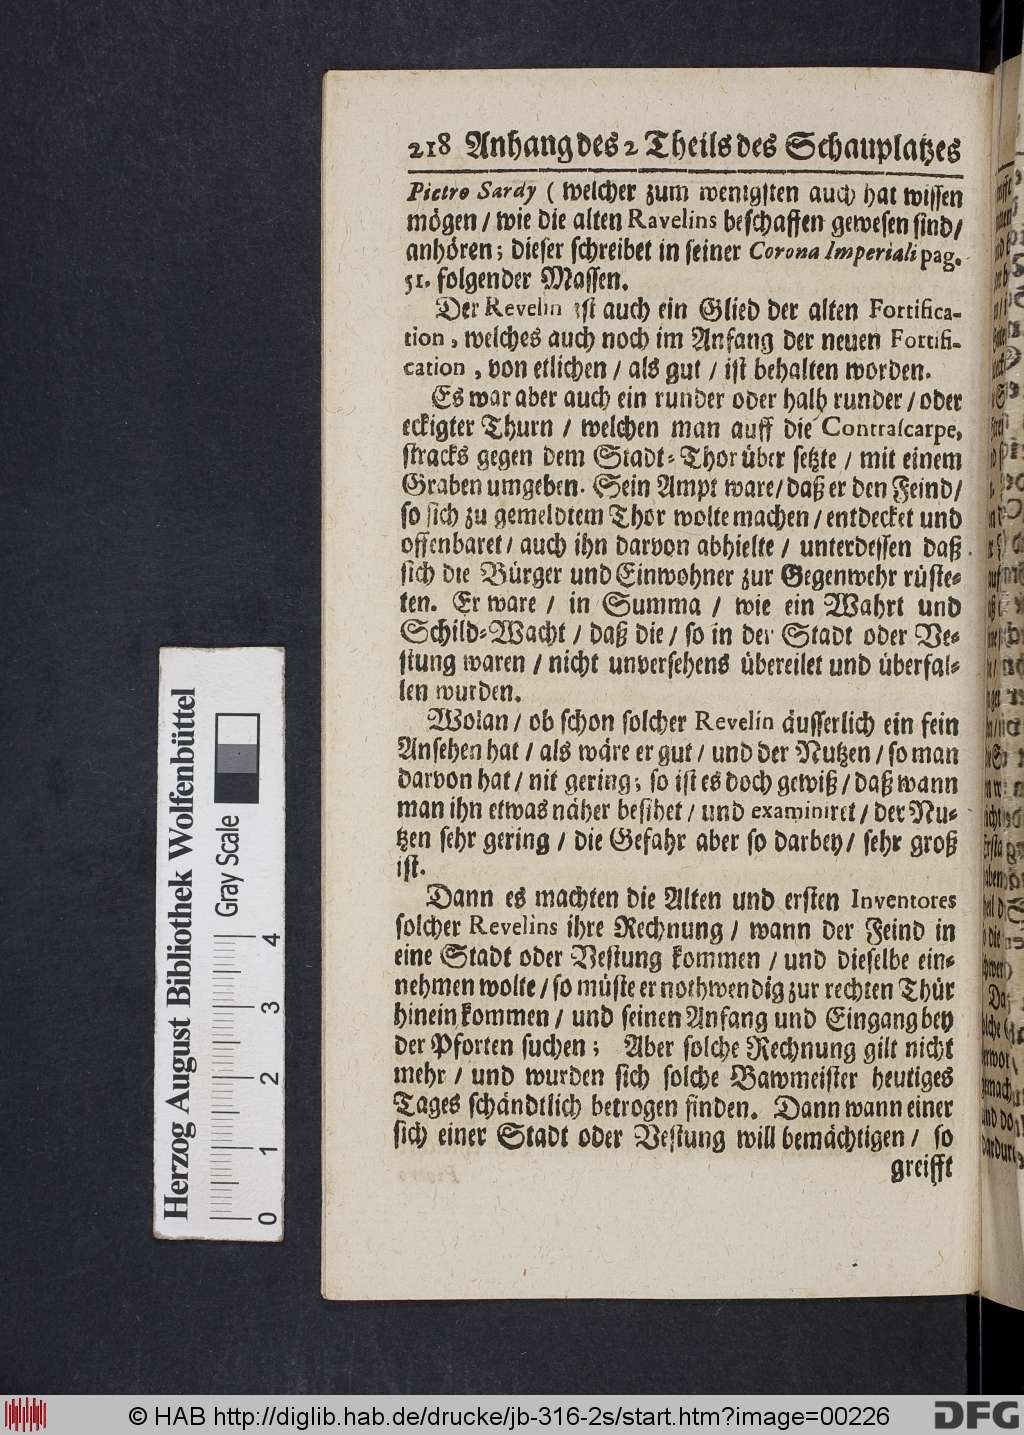 218 Anhang des 2 Theils des Schauplatzes
Pietro Sardy ( welcher zum wenigsten auch hat wissen
mögen / wie die alten Ravelins beschaffen gewesen sind /
anhören; dieser schreibet in seiner Corona Imperiali pag.
51. folgender Massen.
Der Revelin ist auch ein Glied der alten Fortifica-
tion, welches auch noch im Anfang der neuen Fortifi-
cation, von etlichen / als gut / ist behalten worden.
Es war aber auch ein runder oder halb runder / oder
eckigter Thurn / welchen man auff die Contrascarpe,
stracks gegen dem Stadt-Thor über setzte / mit einem
Graben umgeben. Sein Ampt ware / daß er den Feind /
so sich zu gemeldtem Thor wolte machen / entdecket und
offenbaret / auch ihn darvon abhielte / unterdessen daß
sich die Bürger und Einwohner zur Gegenwehr rüste-
ten. Er ware / in Summa / wie ein Wahrt und
Schild-Wacht / daß die / so in der Stadt oder Ve-
stung waren / nicht unversehens übereilet und überfal-
len wurden.
Wolan / ob schon solcher Revelin äusserlich ein fein
Ansehen hat / als wäre er gut / und der Nutzen / so man
darvon hat / nit gering; so ist es doch gewiß / daß wann
man ihn etwas näher besihet / und examiniret / der Nu-
tzen sehr gering / die Gefahr aber so darbey / sehr groß
ist.
Dann es machten die Alten und ersten Inventores
solcher Revelins ihre Rechnung / wann der Feind in
eine Stadt oder Vestung kommen / und dieselbe ein-
nehmen wolte / so müste er nothwendig zur rechten Thür
hinein kommen / und seinen Anfang und Eingang bey
der Pforten suchen; Aber solche Rechnung gilt nicht
mehr / und wurden sich solche Bawmeister heutiges
Tages schändtlich betrogen finden. Dann wann einer
sich einer Stadt oder Vestung will bemächtigen / so
greifft
Herzog August Bibliothek Wolfenbüttel
Gray Scale
0 1 2 3 4
© HAB http://diglib.hab.de/drucke/jb-316-2s/start.htm?image=00226
DFG